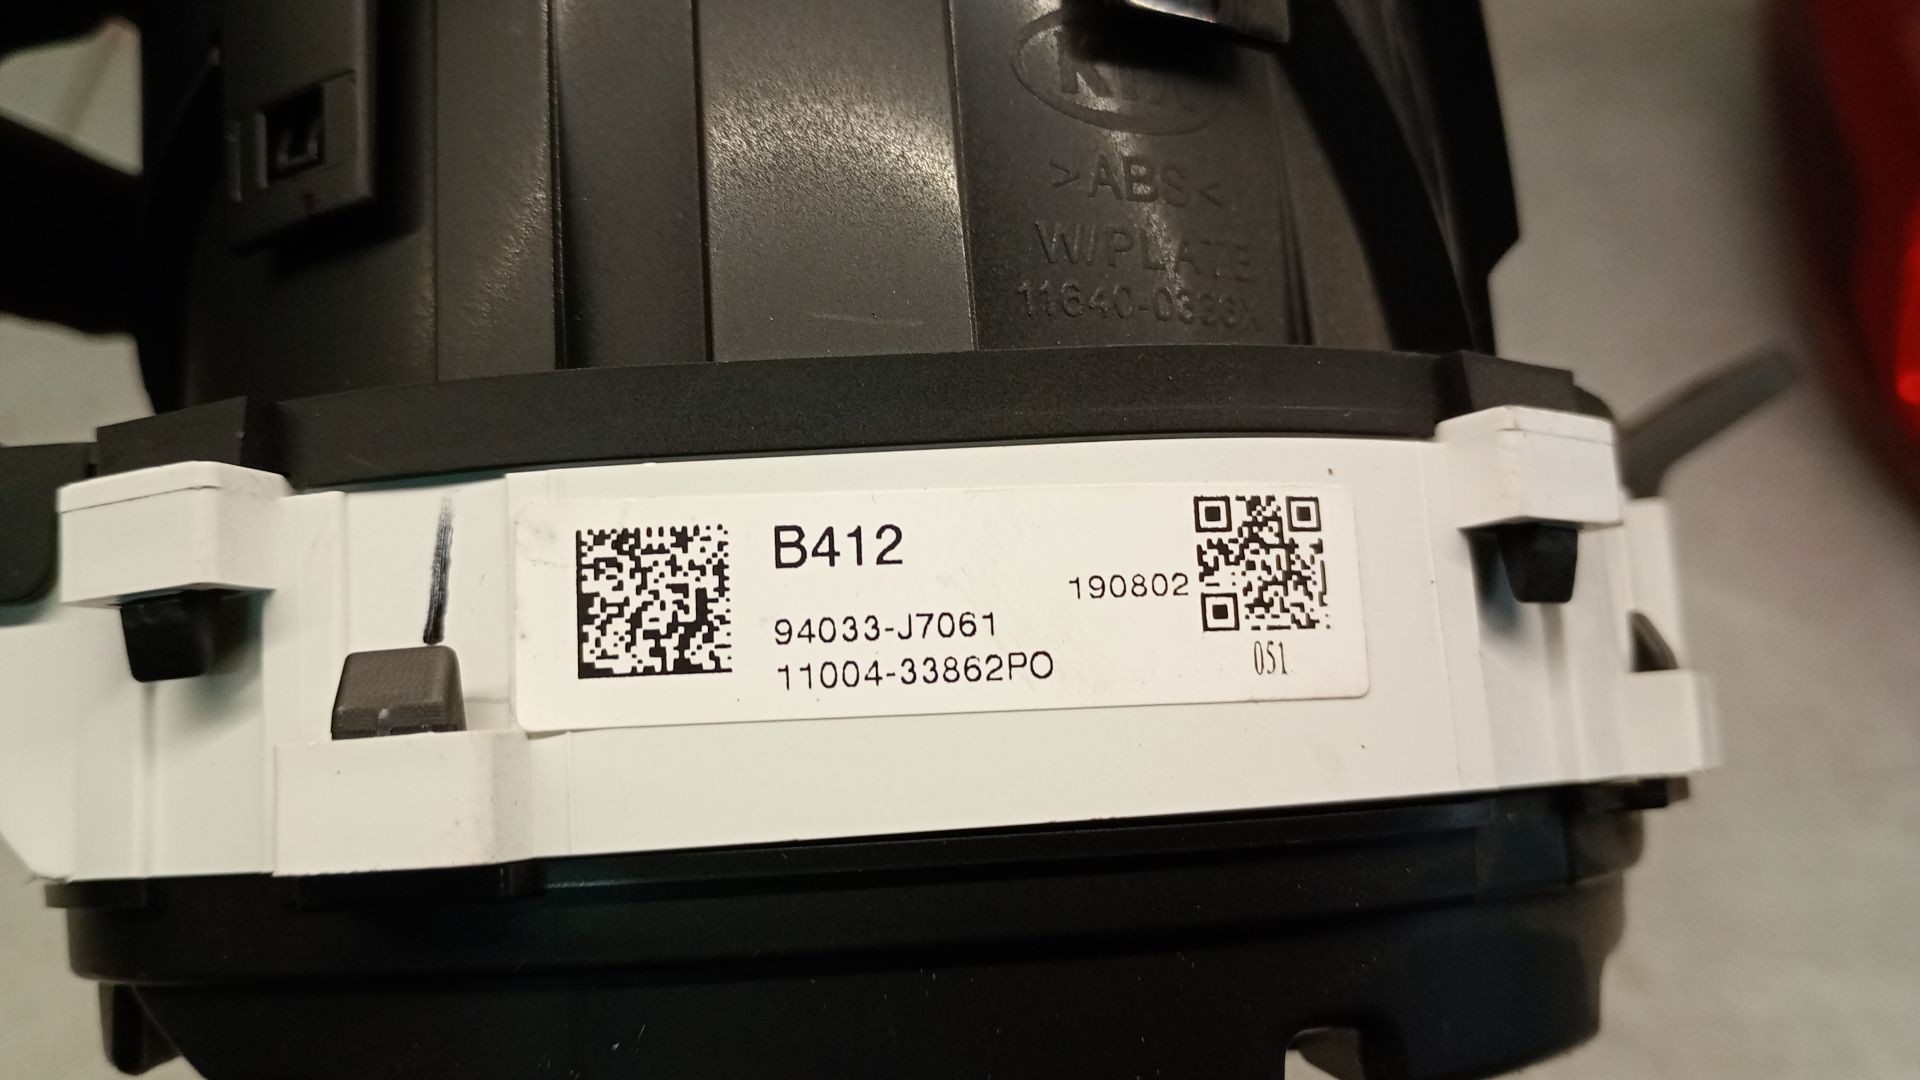 KIA
>ABS<
W/PLATE
B412
190802
94033-J7061
11004-33862PO
051